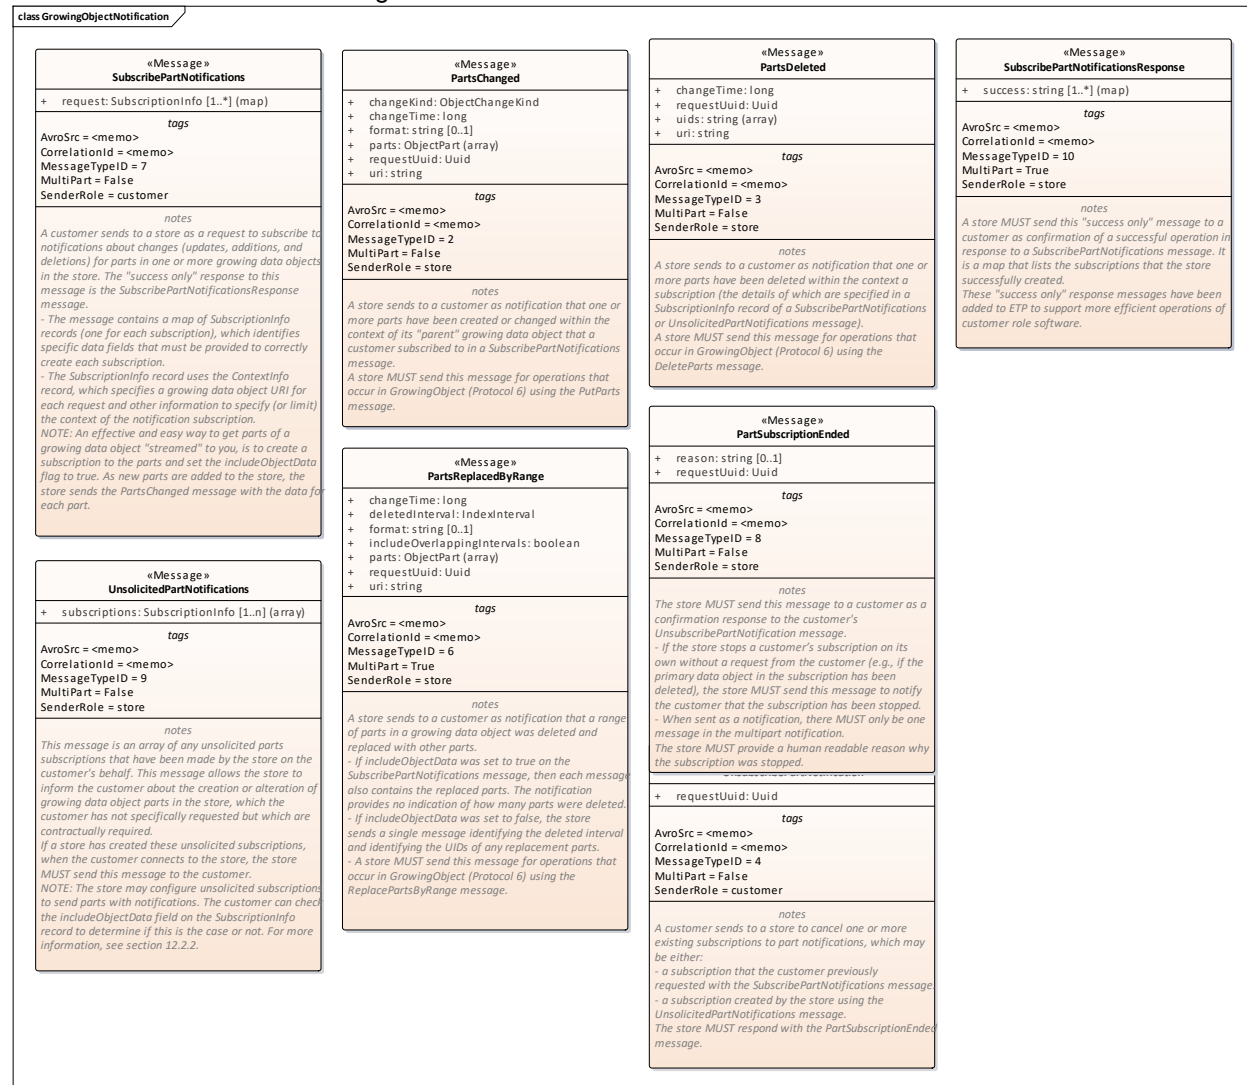 class GrowingObjectNotification
«Message»
SubscribePartNotifications
+ request: SubscriptionInfo [1..*] (map)
tags
AvroSrc = <memo>
CorrelationId = <memo>
MessageTypeID = 7
MultiPart = False
SenderRole = customer
notes
A customer sends to a store as a request to subscribe to
notifications about changes (updates, additions, and
deletions) for parts in one or more growing data objects
in the store. The "success only" response to this
message is the SubscribePartNotificationsResponse
message.
- The message contains a map of SubscriptionInfo
records (one for each subscription), which identifies
specific data fields that must be provided to correctly
create each subscription.
- The SubscriptionInfo record uses the ContextInfo
record, which specifies a growing data object URI for
each request and other information to specify (or limit)
the context of the notification subscription.
NOTE: An effective and easy way to get parts of a
growing data object "streamed" to you, is to create a
subscription to the parts and set the includeObjectData
flag to true. As new parts are added to the store, the
store sends the PartsChanged message with the data for
each part.
«Message»
UnsolicitedPartNotifications
+ subscriptions: SubscriptionInfo [1..n] (array)
tags
AvroSrc = <memo>
CorrelationId = <memo>
MessageTypeID = 9
MultiPart = False
SenderRole = store
notes
This message is an array of any unsolicited parts
subscriptions that have been made by the store on the
customer's behalf. This message allows the store to
inform the customer about the creation or alteration of
growing data object parts in the store, which the
customer has not specifically requested but which are
contractually required.
If a store has created these unsolicited subscriptions,
when the customer connects to the store, the store
MUST send this message to the customer.
NOTE: The store may configure unsolicited subscriptions
to send parts with notifications. The customer can check
the includeObjectData field on the SubscriptionInfo
record to determine if this is the case or not. For more
information, see section 12.2.2.
«Message»
PartsChanged
+ changeKind: ObjectChangeKind
+ changeTime: long
+ format: string [0..1]
+ parts: ObjectPart (array)
+ requestUuid: Uuid
+ uri: string
tags
AvroSrc = <memo>
CorrelationId = <memo>
MessageTypeID = 2
MultiPart = False
SenderRole = store
notes
A store sends to a customer as notification that one or
more parts have been created or changed within the
context of its "parent" growing data object that a
customer subscribed to in a SubscribePartNotifications
message.
A store MUST send this message for operations that
occur in GrowingObject (Protocol 6) using the PutParts
message.
«Message»
PartsReplacedByRange
+ changeTime: long
+ deletedInterval: IndexInterval
+ format: string [0..1]
+ includeOverlappingIntervals: boolean
+ parts: ObjectPart (array)
+ requestUuid: Uuid
+ uri: string
tags
AvroSrc = <memo>
CorrelationId = <memo>
MessageTypeID = 6
MultiPart = True
SenderRole = store
notes
A store sends to a customer as notification that a range
of parts in a growing data object was deleted and
replaced with other parts.
- If includeObjectData was set to true on the
SubscribePartNotifications message, then each message
also contains the replaced parts. The notification
provides no indication of how many parts were deleted.
- If includeObjectData was set to false, the store
sends a single message identifying the deleted interval
and identifying the UIDs of any replacement parts.
- A store MUST send this message for operations that
occur in GrowingObject (Protocol 6) using the
ReplacePartsByRange message.
«Message»
PartsDeleted
+ changeTime: long
+ requestUuid: Uuid
+ uids: string (array)
+ uri: string
tags
AvroSrc = <memo>
CorrelationId = <memo>
MessageTypeID = 3
MultiPart = False
SenderRole = store
notes
A store sends to a customer as notification that one or
more parts have been deleted within the context a
subscription (the details of which are specified in a
SubscriptionInfo record of a SubscribePartNotifications
or UnsolicitedPartNotifications message).
A store MUST send this message for operations that
occur in GrowingObject (Protocol 6) using the
DeleteParts message.
«Message»
PartSubscriptionEnded
+ reason: string [0..1]
+ requestUuid: Uuid
tags
AvroSrc = <memo>
CorrelationId = <memo>
MessageTypeID = 8
MultiPart = False
SenderRole = store
notes
The store MUST send this message to a customer as a
confirmation response to the customer's
UnsubscribePartNotification message.
- If the store stops a customer's subscription on its
own without a request from the customer (e.g., if the
primary data object in the subscription has been
deleted), the store MUST send this message to notify
the customer that the subscription has been stopped.
- When sent as a notification, there MUST only be one
message in the multipart notification.
The store MUST provide a human readable reason why
the subscription was stopped.
+ requestUuid: Uuid
tags
AvroSrc = <memo>
CorrelationId = <memo>
MessageTypeID = 4
MultiPart = False
SenderRole = customer
notes
A customer sends to a store to cancel one or more
existing subscriptions to part notifications, which may
be either:
- a subscription that the customer previously
requested with the SubscribePartNotifications message.
- a subscription created by the store using the
UnsolicitedPartNotifications message.
The store MUST respond with the PartSubscriptionEnded
message.
«Message»
SubscribePartNotificationsResponse
+ success: string [1..*] (map)
tags
AvroSrc = <memo>
CorrelationId = <memo>
MessageTypeID = 10
MultiPart = True
SenderRole = store
notes
A store MUST send this "success only" message to a
customer as confirmation of a successful operation in
response to a SubscribePartNotifications message. It
is a map that lists the subscriptions that the store
successfully created.
These "success only" response messages have been
added to ETP to support more efficient operations of
customer role software.